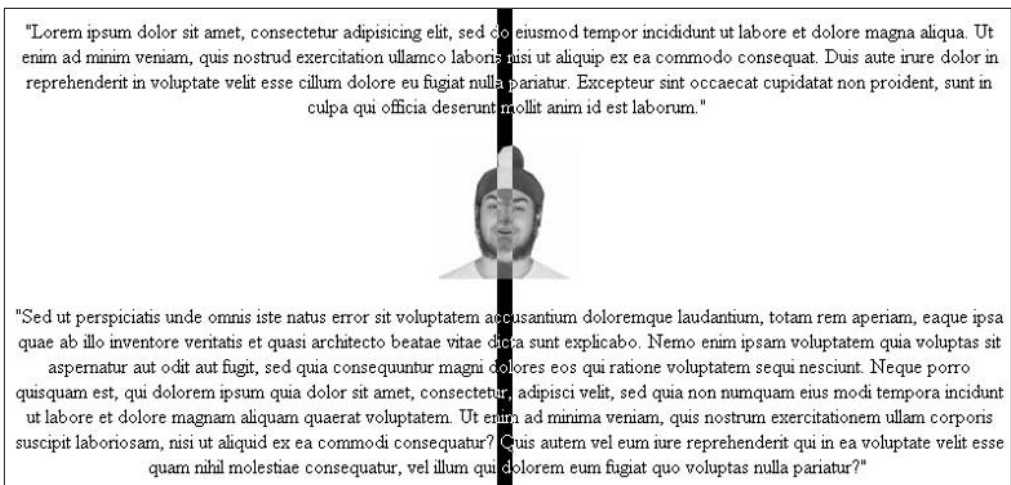 "Lorem ipsum dolor sit amet, consectetur adipisicing elit, sed do eiusmod tempor incididunt ut labore et dolore magna aliqua. Ut
enim ad minim veniam, quis nostrud exercitation ullamco laboris nisi ut aliquip ex ea commodo consequat. Duis aute irure dolor in
reprehenderit in voluptate velit esse cillum dolore eu fugiat nulla pariatur. Excepteur sint occaecat cupidatat non proident, sunt in
culpa qui officia deserunt mollit anim id est laborum."
"Sed ut perspiciatis unde omnis iste natus error sit voluptatem accusantium doloremque laudantium, totam rem aperiam, eaque ipsa
quae ab illo inventore veritatis et quasi architecto beatae vitae dicta sunt explicabo. Nemo enim ipsam voluptatem quia voluptas sit
aspernatur aut odit aut fugit, sed quia consequuntur magni dolores eos qui ratione voluptatem sequi nesciunt. Neque porro
quisquam est, qui dolorem ipsum quia dolor sit amet, consectetur, adipisci velit, sed quia non numquam eius modi tempora incidunt
ut labore et dolore magnam aliquam quaerat voluptatem. Ut enim ad minima veniam, quis nostrum exercitationem ullam corporis
suscipit laboriosam, nisi ut aliquid ex ea commodi consequatur? Quis autem vel eum iure reprehenderit qui in ea voluptate velit esse
quam nihil molestiae consequatur, vel illum qui dolorem eum fugiat quo voluptas nulla pariatur?"